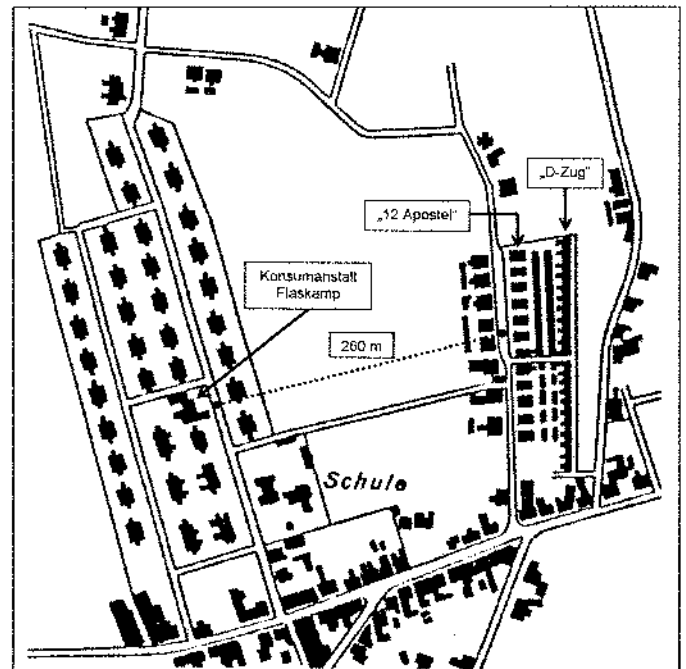 „D-Zug"
„12 Apostel"
Konsumanstalt
Flaskamp
260 m
Schule